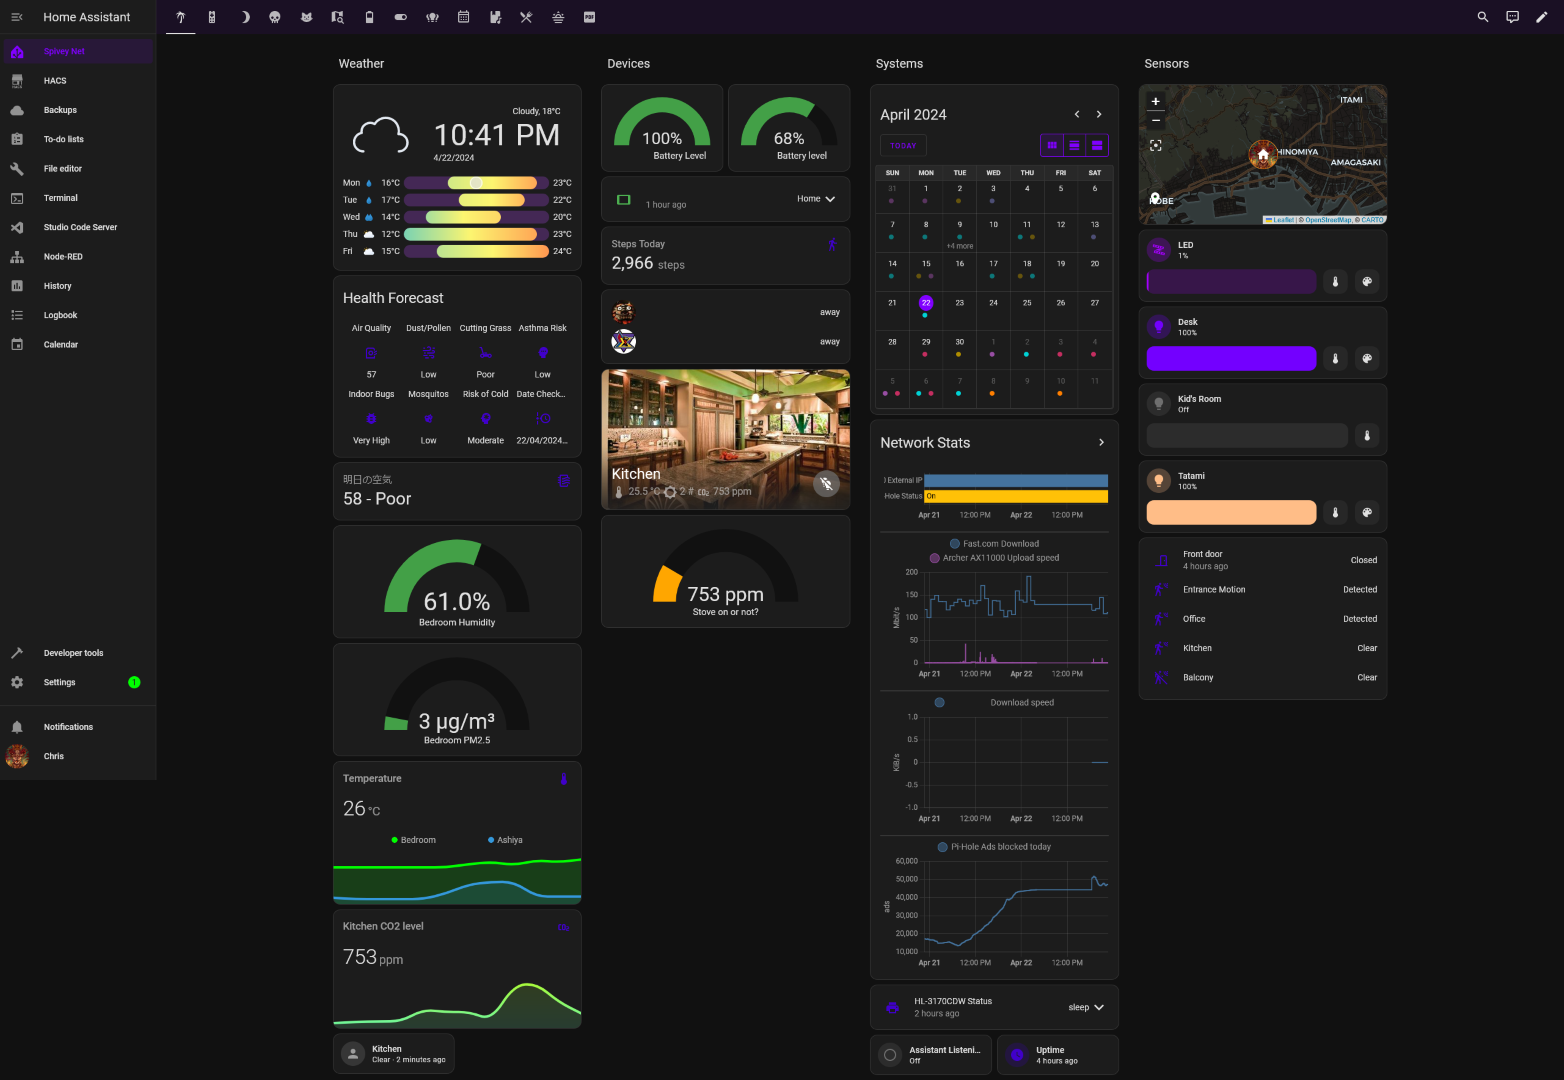 Home Assistant
Spivey Net
HACS
Backups
To-do lists
File editor
Terminal
Studio Code Server
Node-RED
History
Logbook
Calendar
Developer tools
Settings
1
Notifications
Chris
Weather
Cloudy, 18°C
10:41 PM
4/22/2024
Mon 16°C 23°C
Tue 17°C 22°C
Wed 14°C 20°C
Thu 12°C 23°C
Fri 15°C 24°C
Health Forecast
Air Quality Dust/Pollen Cutting Grass Asthma Risk
57 Low Poor Low
Indoor Bugs Mosquitos Risk of Cold Date Check...
Very High Low Moderate 22/04/2024...
明日の空気
58 - Poor
61.0%
Bedroom Humidity
3 µg/m³
Bedroom PM2.5
Temperature
26 °C
Bedroom Ashiya
Kitchen CO2 level
753 ppm
Kitchen
Clear · 2 minutes ago
Devices
100%
Battery Level
68%
Battery level
1 hour ago
Home
Steps Today
2,966 steps
away
away
Kitchen
25.5 °C 2 # CO2 753 ppm
753 ppm
Stove on or not?
Systems
April 2024
TODAY
SUN MON TUE WED THU FRI SAT
31 1 2 3 4 5 6
7 8 9 10 11 12 13
+4 more
14 15 16 17 18 19 20
21 22 23 24 25 26 27
28 29 30 1 2 3 4
5 6 7 8 9 10 11
Network Stats
External IP
Hole Status On
Apr 21 12:00 PM Apr 22 12:00 PM
Fast.com Download
Archer AX11000 Upload speed
Mbit/s
200
150
100
50
0
Apr 21 12:00 PM Apr 22 12:00 PM
Download speed
KiB/s
1.0
0.5
0
-0.5
-1.0
Apr 21 12:00 PM Apr 22 12:00 PM
Pi-Hole Ads blocked today
ads
60,000
50,000
40,000
30,000
20,000
10,000
Apr 21 12:00 PM Apr 22 12:00 PM
HL-3170CDW Status
2 hours ago
sleep
Assistant Listeni...
Off
Uptime
4 hours ago
Sensors
+
−
ITAMI
HINOMIYA
AMAGASAKI
KOBE
Leaflet | © OpenStreetMap, © CARTO
LED
1%
Desk
100%
Kid's Room
Off
Tatami
100%
Front door
4 hours ago
Closed
Entrance Motion Detected
Office Detected
Kitchen Clear
Balcony Clear